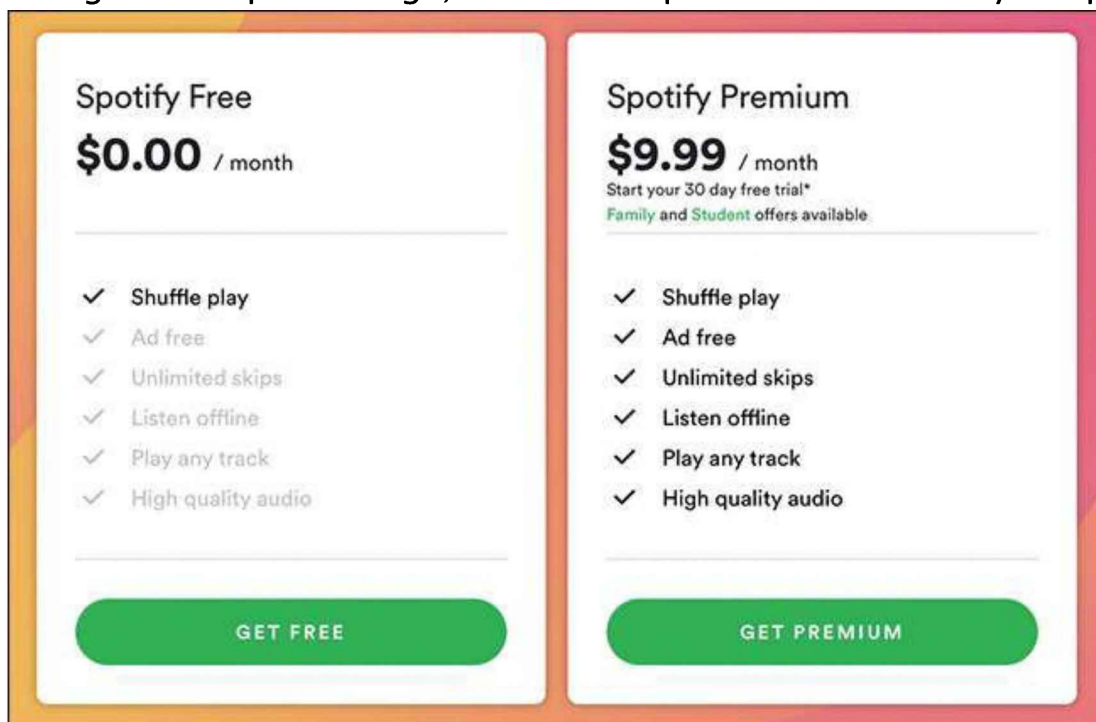 Spotify Free
$0.00 / month
Shuffle play
Ad free
Unlimited skips
Listen offline
Play any track
High quality audio
GET FREE
Spotify Premium
$9.99 / month
Start your 30 day free trial*
Family and Student offers available
Shuffle play
Ad free
Unlimited skips
Listen offline
Play any track
High quality audio
GET PREMIUM